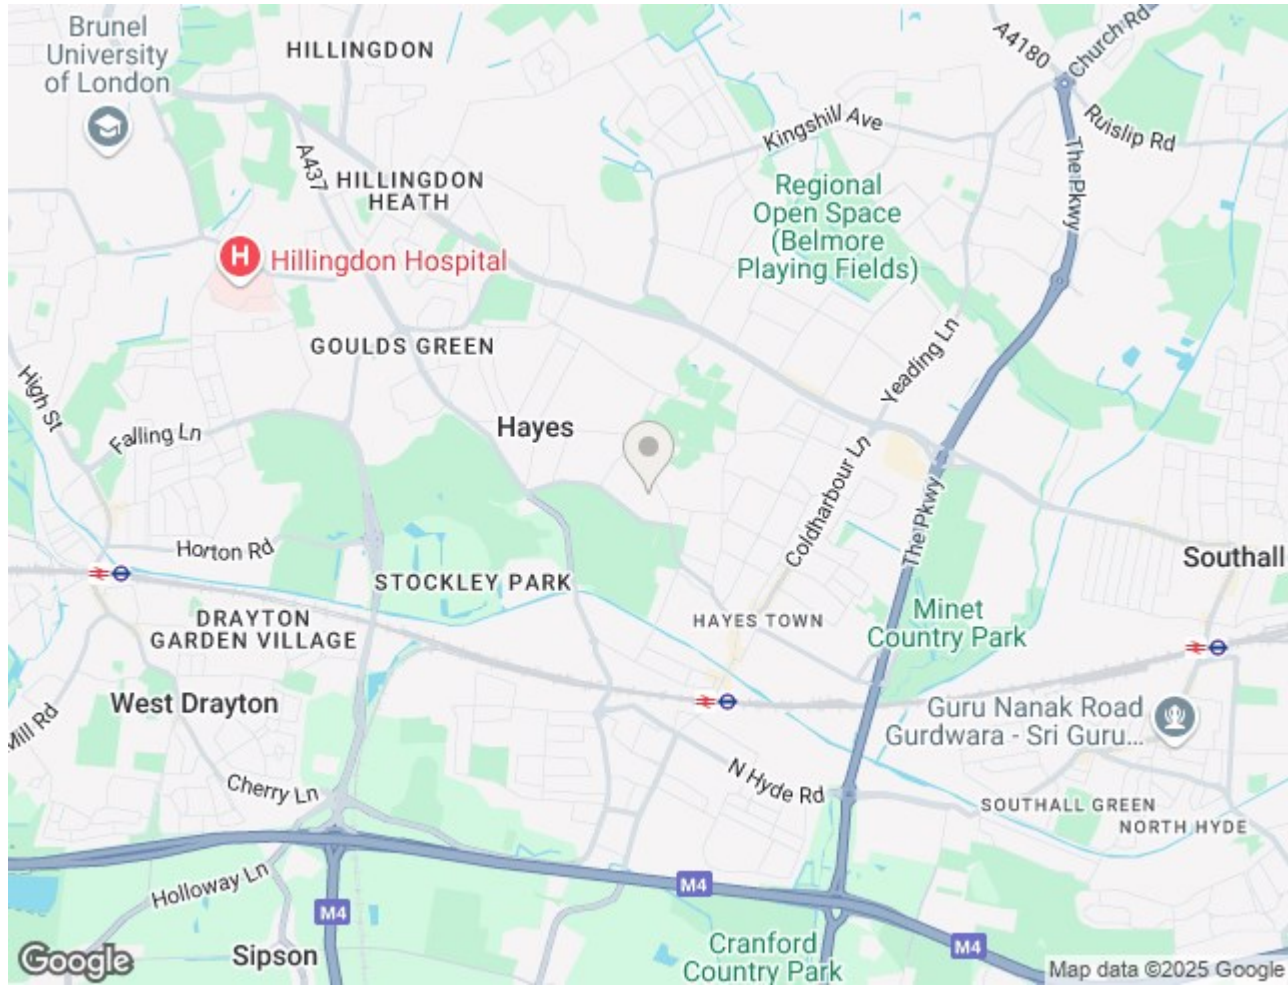 Brunel
University
of London
HILLINGDON
A4180
Church Rd
Kingshill Ave
Ruislip Rd
The Pkwy
A437
HILLINGDON
HEATH
Regional
Open Space
(Belmore
Playing Fields)
H
Hillingdon Hospital
GOULDS GREEN
Yeading Ln
High St
Falling Ln
Hayes
Coldharbour Ln
The Pkwy
Horton Rd
STOCKLEY PARK
Southall
DRAYTON
GARDEN VILLAGE
HAYES TOWN
Minet
Country Park
West Drayton
Mill Rd
Guru Nanak Road
Gurdwara - Sri Guru...
Cherry Ln
N Hyde Rd
SOUTHALL GREEN
NORTH HYDE
Holloway Ln
M4
M4
M4
Sipson
Cranford
Country Park
Google
Map data ©2025 Google